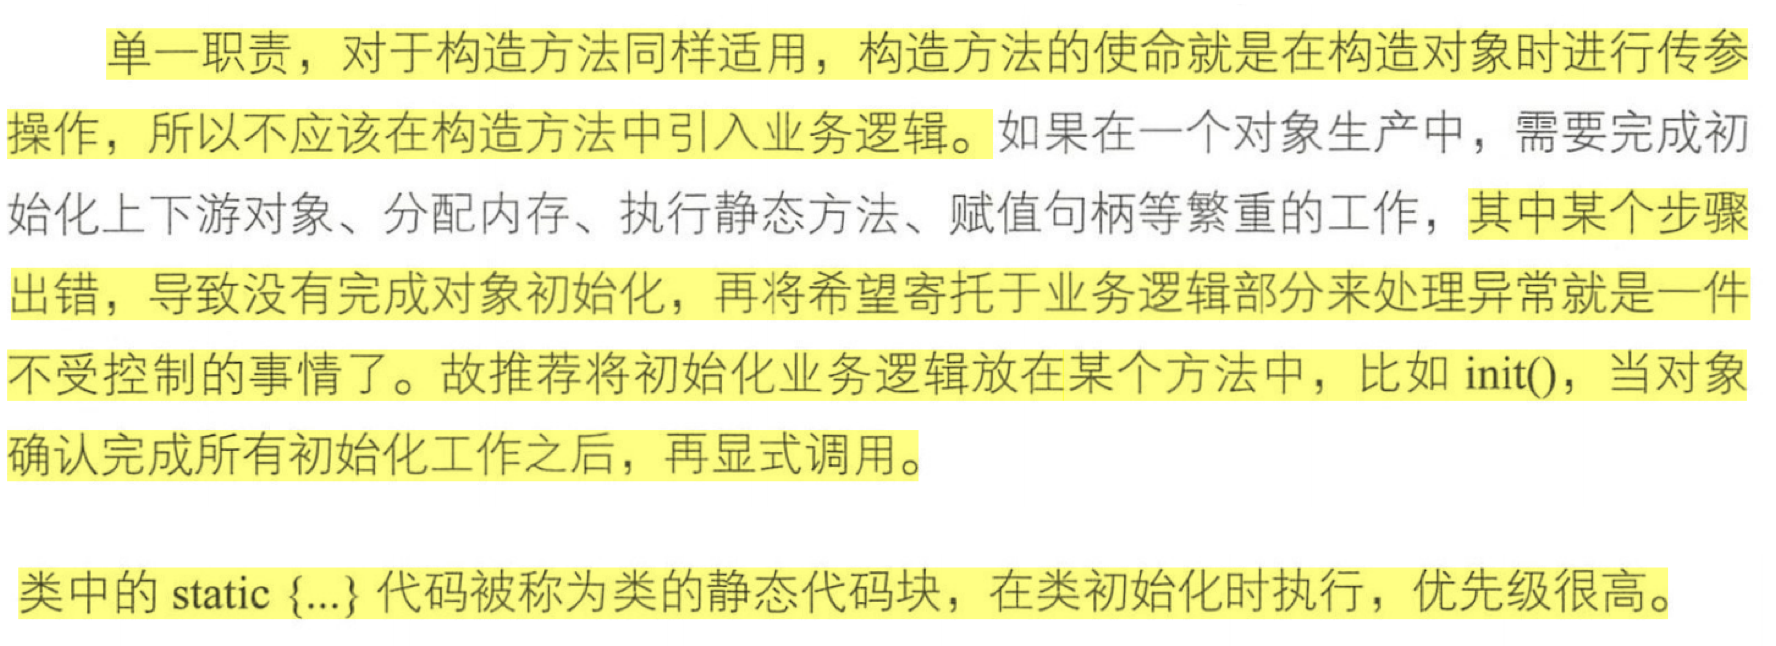 单一职责，对于构造方法同样适用，构造方法的使命就是在构造对象时进行传参
操作，所以不应该在构造方法中引入业务逻辑。如果在一个对象生产中，需要完成初
始化上下游对象、分配内存、执行静态方法、赋值句柄等繁重的工作，其中某个步骤
出错，导致没有完成对象初始化，再将希望寄托于业务逻辑部分来处理异常就是一件
不受控制的事情了。故推荐将初始化业务逻辑放在某个方法中，比如 init()，当对象
确认完成所有初始化工作之后，再显式调用。
类中的 static {...} 代码被称为类的静态代码块，在类初始化时执行，优先级很高。